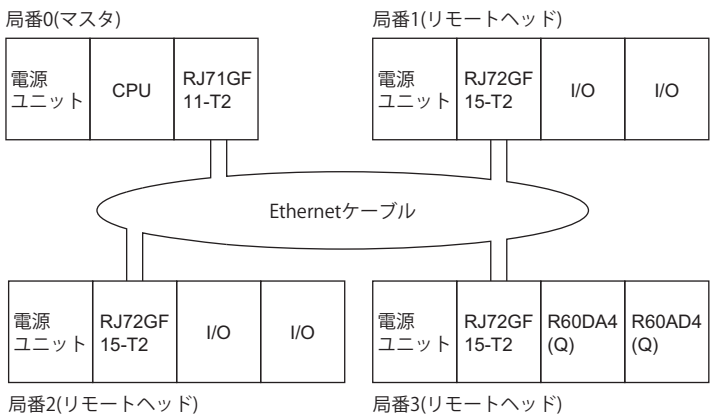 局番0(マスタ)
電源
ユニット
CPU
RJ71GF
11-T2
局番1(リモートヘッド)
電源
ユニット
RJ72GF
15-T2
I/O
I/O
Ethernetケーブル
電源
ユニット
RJ72GF
15-T2
I/O
I/O
局番2(リモートヘッド)
電源
ユニット
RJ72GF
15-T2
R60DA4
(Q)
R60AD4
(Q)
局番3(リモートヘッド)